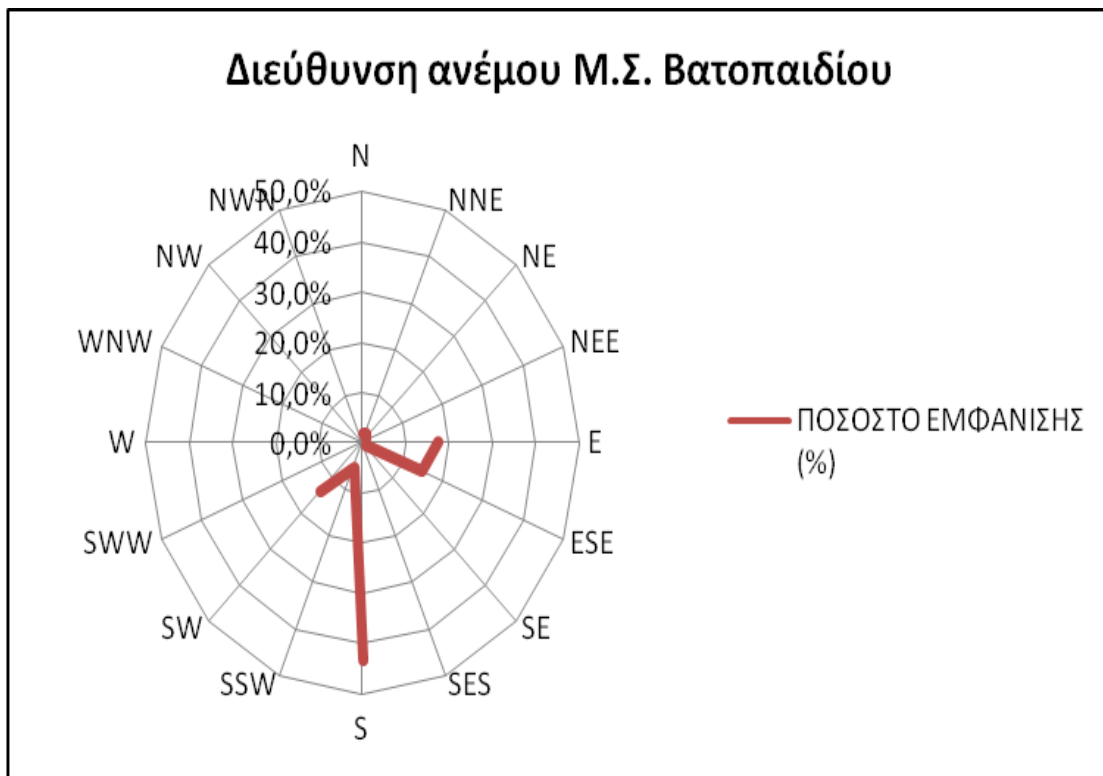 Διεύθυνση ανέμου Μ.Σ. Βατοπαιδίου
N
NNE
NE
NEE
E
ESE
SE
SES
S
SSW
SW
SWW
W
WNW
NW
NWN
50,0%
40,0%
30,0%
20,0%
10,0%
0,0%
ΠΟΣΟΣΤΟ ΕΜΦΑΝΙΣΗΣ
(%)